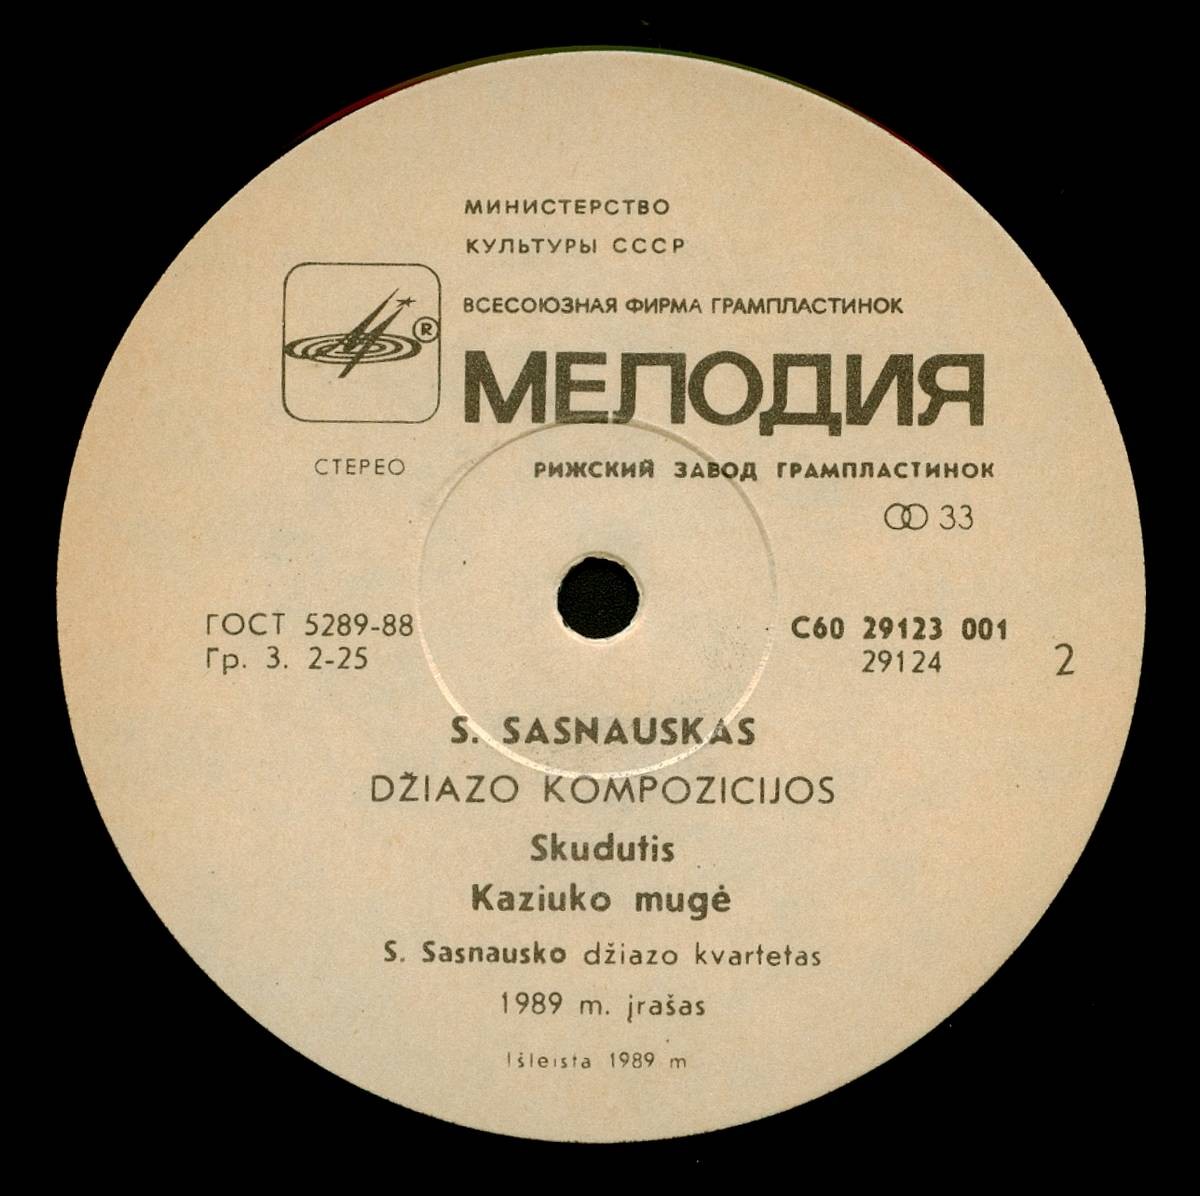 МИНИСТЕРСТВО
КУЛЬТУРЫ СССР
ВСЕСОЮЗНАЯ ФИРМА ГРАМПЛАСТИНОК
®
МЕЛОДИЯ
СТЕРЕО
РИЖСКИЙ ЗАВОД ГРАМПЛАСТИНОК
33
ГОСТ 5289-88
Гр. 3. 2-25
С60 29123 001
29124
2
S. SASNAUSKAS
DŽIAZO KOMPOZICIJOS
Skudutis
Kaziuko mugė
S. Sasnausko džiazo kvartetas
1989 m. įrašas
Išleista 1989 m